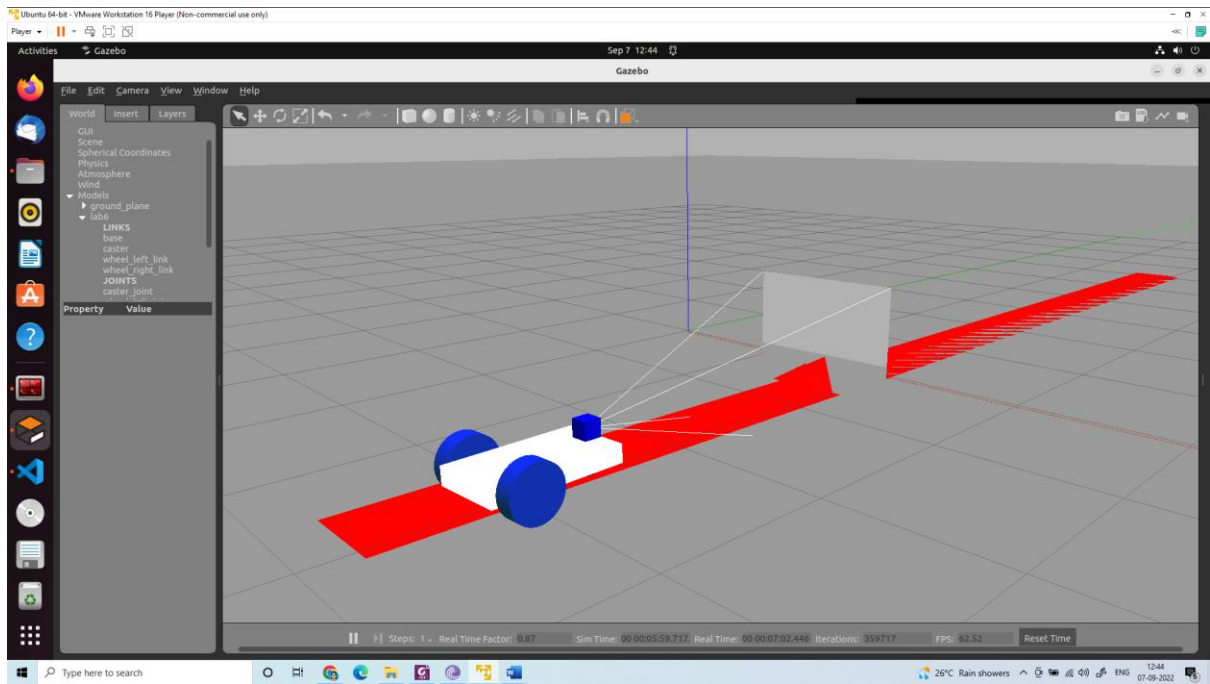 Ubuntu 64-bit - VMware Workstation 16 Player (Non-commercial use only)
Player
Activities Gazebo Sep 7 12:44
Gazebo
File Edit Camera View Window Help
World Insert Layers
GUI
Scene
Spherical Coordinates
Physics
Atmosphere
Wind
Models
ground_plane
lab6
LINKS
base
caster
wheel_left_link
wheel_right_link
JOINTS
caster_joint
Property Value
Steps: 1 Real Time Factor: 0.87 Sim Time: 00 00:05:59.717 Real Time: 00 00:07:02.446 Iterations: 359717 FPS: 62.52 Reset Time
Type here to search 26°C Rain showers ENG 12:44
07-09-2022